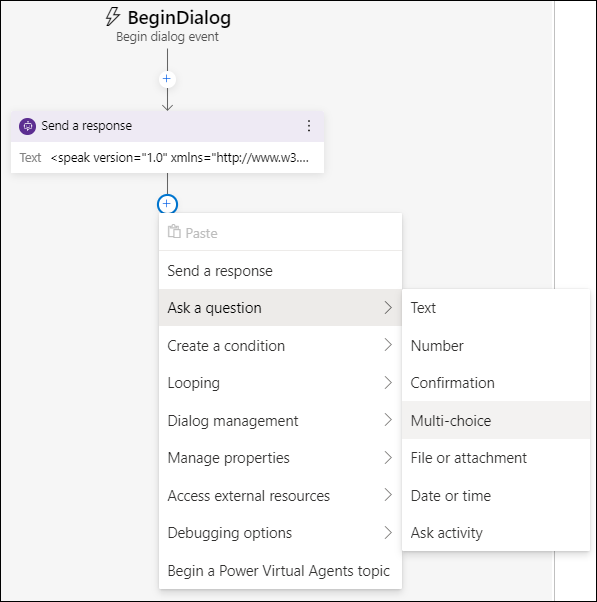 BeginDialog
Begin dialog event
Send a response
Text <speak version="1.0" xmlns="http://www.w3....
Paste
Send a response
Ask a question
Create a condition
Looping
Dialog management
Manage properties
Access external resources
Debugging options
Begin a Power Virtual Agents topic
Text
Number
Confirmation
Multi-choice
File or attachment
Date or time
Ask activity